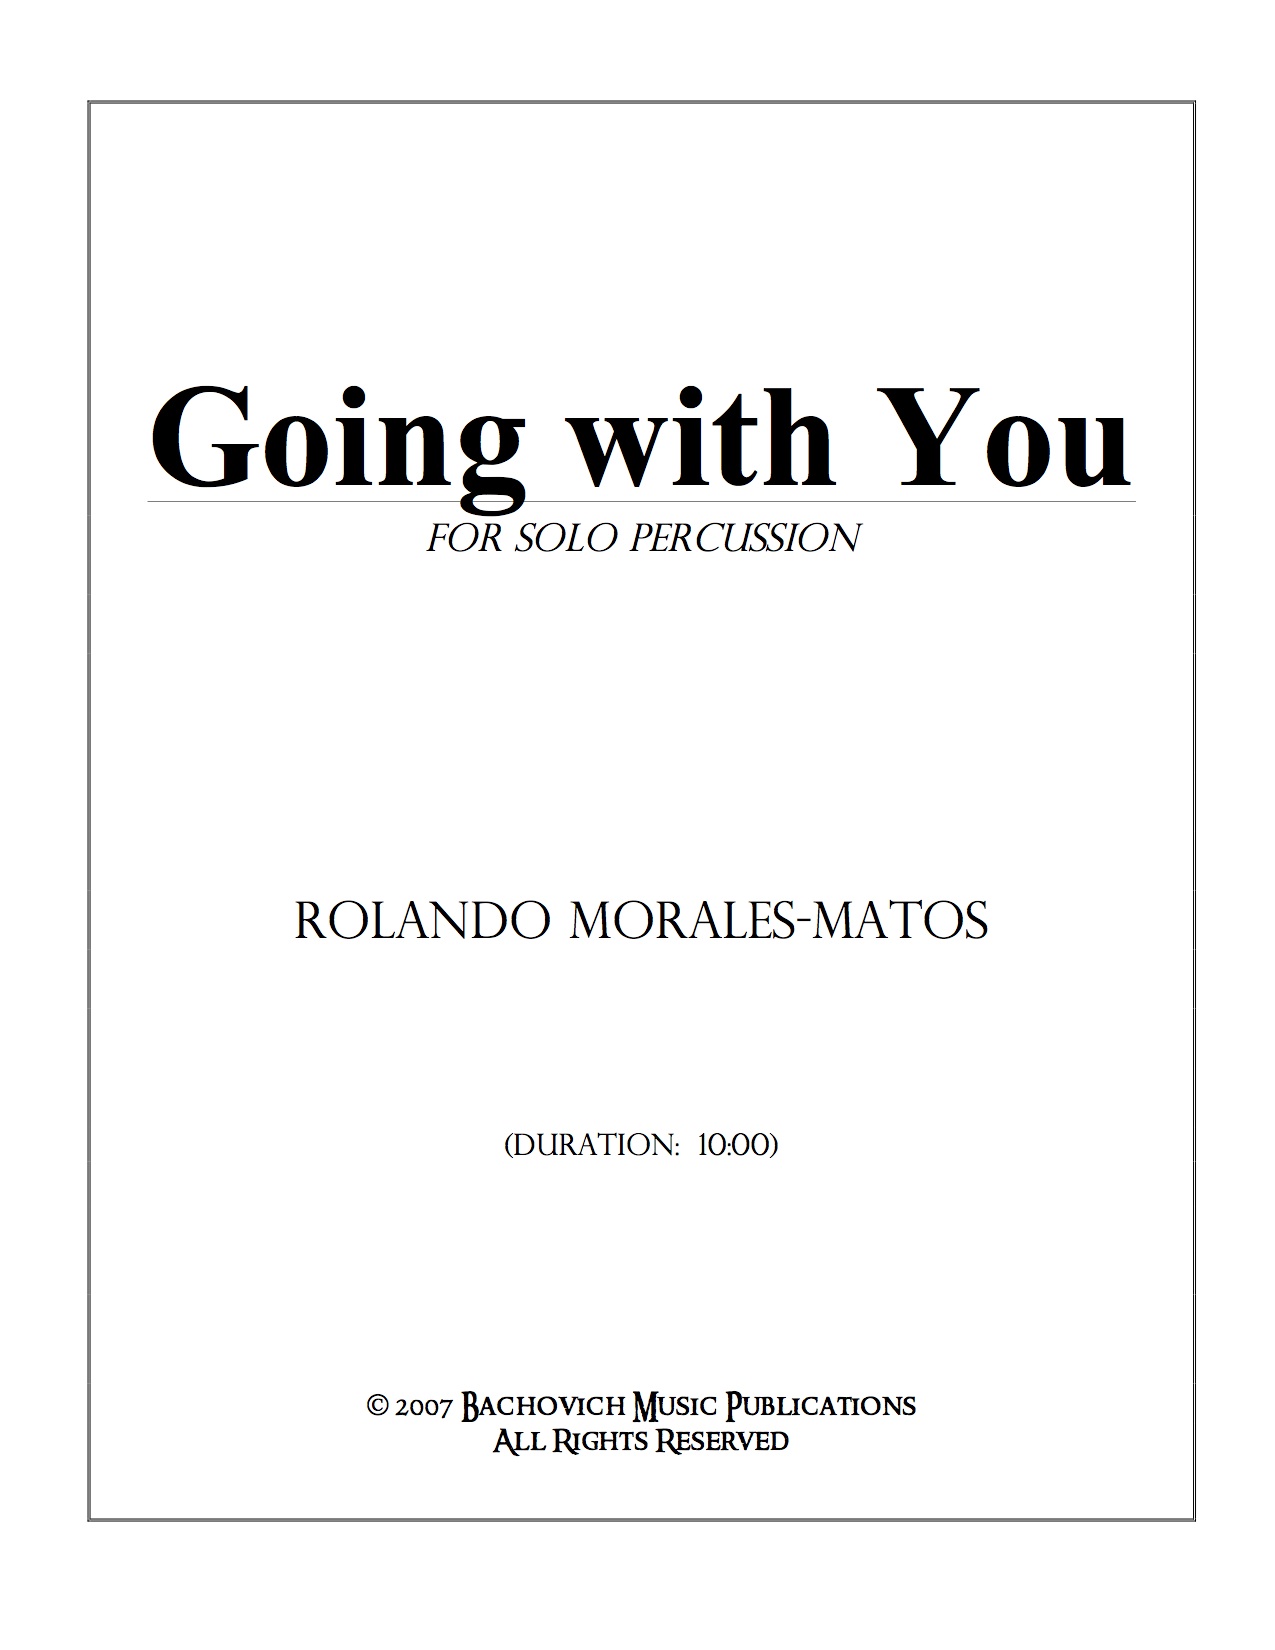 Going with You
FOR SOLO PERCUSSION
ROLANDO MORALES-MATOS
(DURATION: 10:00)
© 2007 BACHOVICH MUSIC PUBLICATIONS
ALL RIGHTS RESERVED